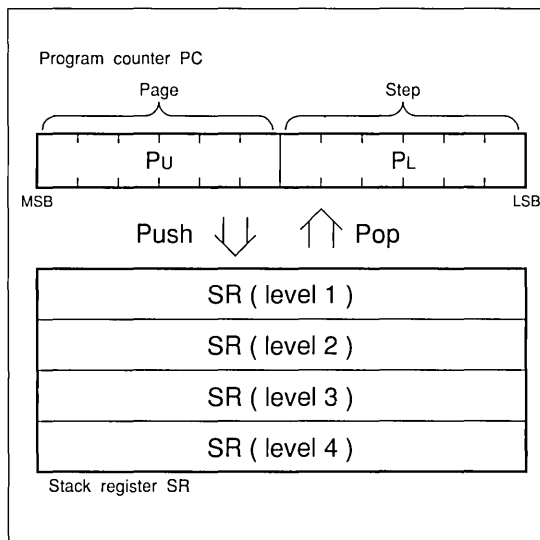 Program counter PC
Page Step
PU PL
MSB LSB
Push Pop
SR ( level 1 )
SR ( level 2 )
SR ( level 3 )
SR ( level 4 )
Stack register SR